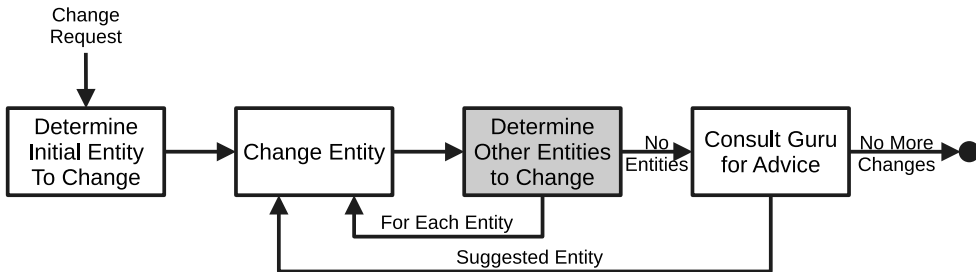 Change
Request
Determine
Initial Entity
To Change
Change Entity
Determine
Other Entities
to Change
No
Entities
Consult Guru
for Advice
No More
Changes
For Each Entity
Suggested Entity